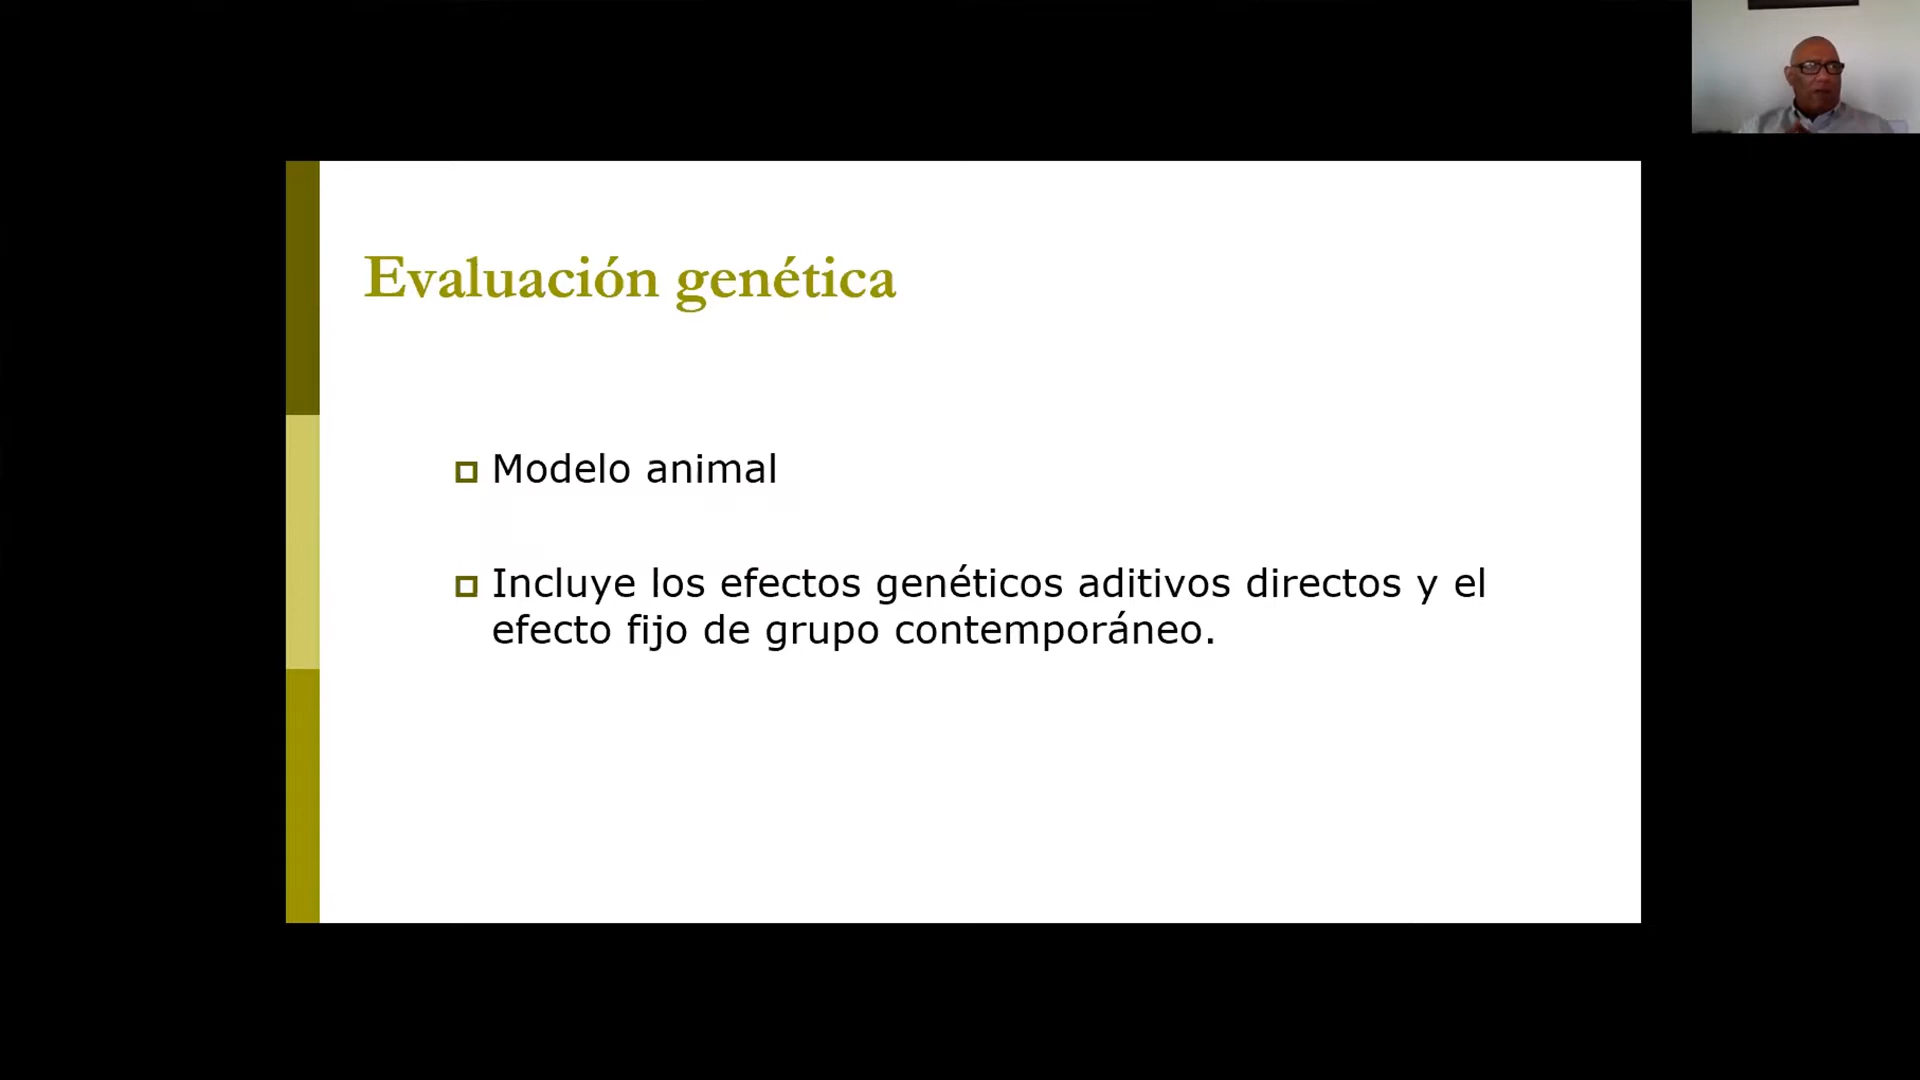 Evaluación genética
Modelo animal
Incluye los efectos genéticos aditivos directos y el
efecto fijo de grupo contemporáneo.